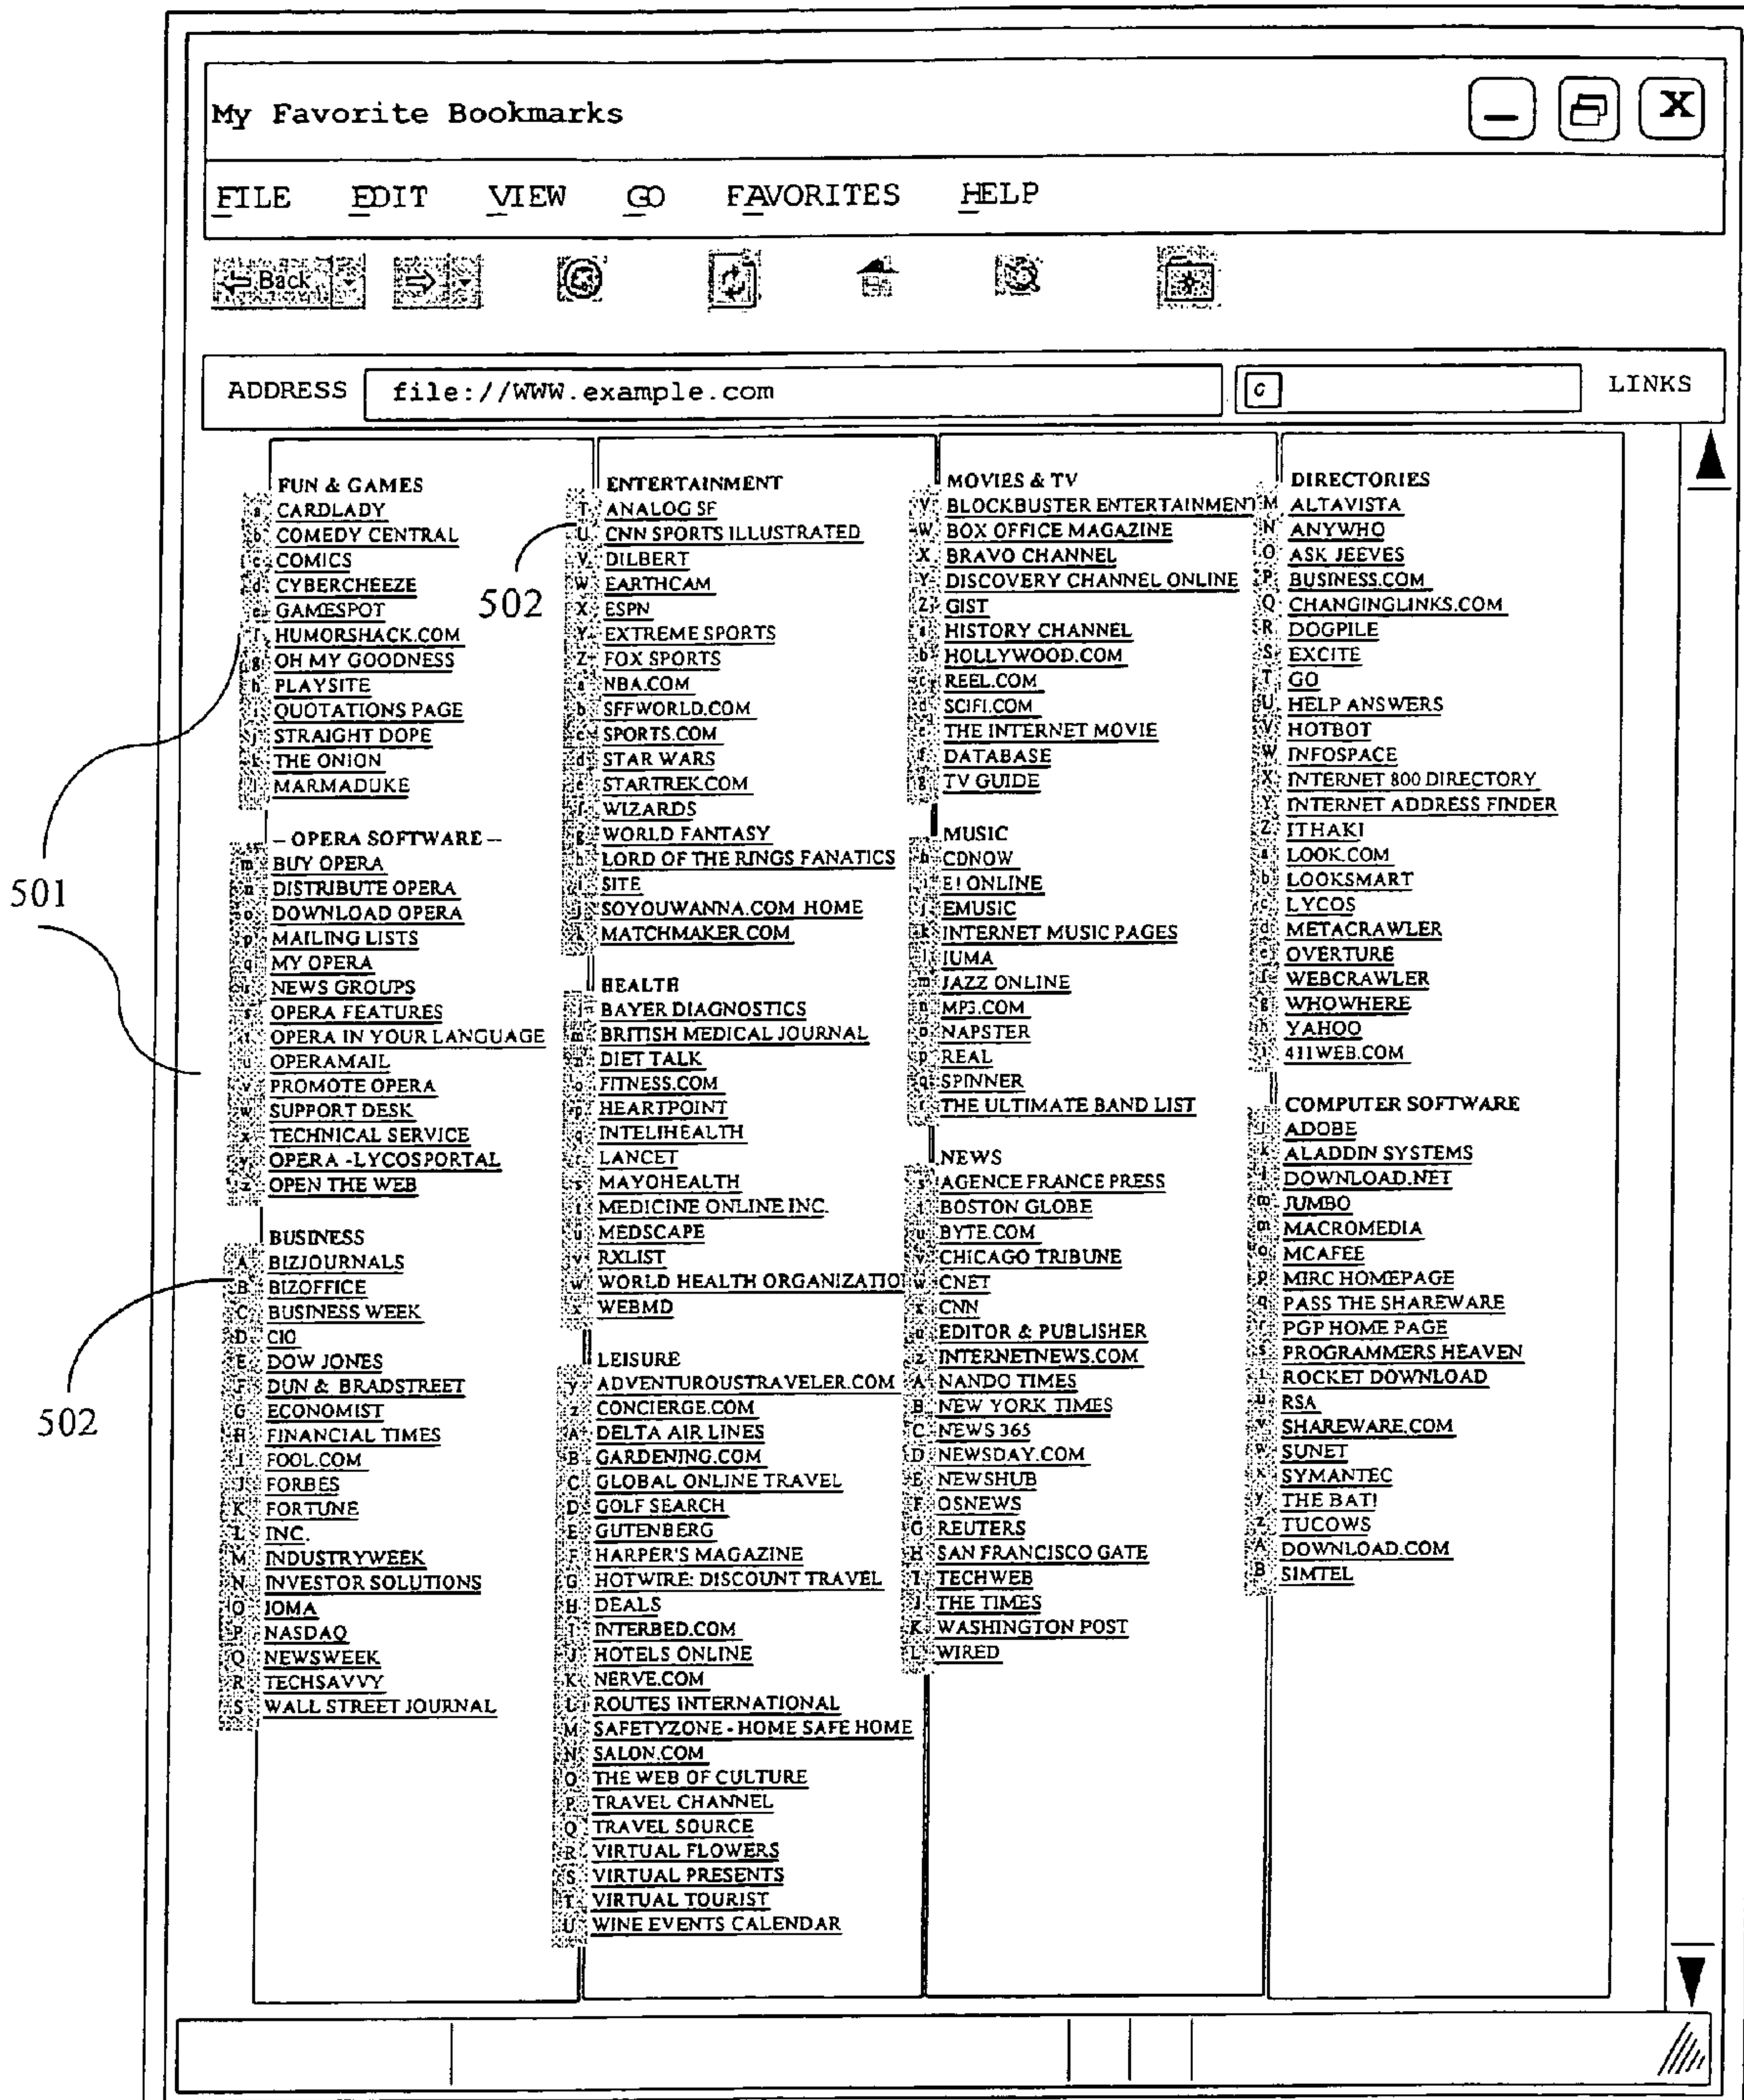 My Favorite Bookmarks
X
FILE EDIT VIEW GO FAVORITES HELP
Back
ADDRESS file://WWW.example.com C LINKS
FUN & GAMES
a CARDLADY
b COMEDY CENTRAL
c COMICS
d CYBERCHEEZE
e GAMESPOT
f HUMORSHACK.COM
g OH MY GOODNESS
h PLAYSITE
i QUOTATIONS PAGE
j STRAIGHT DOPE
k THE ONION
l MARMADUKE
– OPERA SOFTWARE –
m BUY OPERA
n DISTRIBUTE OPERA
o DOWNLOAD OPERA
p MAILING LISTS
q MY OPERA
r NEWS GROUPS
s OPERA FEATURES
t OPERA IN YOUR LANGUAGE
u OPERAMAIL
v PROMOTE OPERA
w SUPPORT DESK
x TECHNICAL SERVICE
y OPERA -LYCOSPORTAL
z OPEN THE WEB
BUSINESS
A BIZJOURNALS
B BIZOFFICE
C BUSINESS WEEK
D CIO
E DOW JONES
F DUN & BRADSTREET
G ECONOMIST
H FINANCIAL TIMES
I FOOL.COM
J FORBES
K FORTUNE
L INC.
M INDUSTRYWEEK
N INVESTOR SOLUTIONS
O IOMA
P NASDAQ
Q NEWSWEEK
R TECHSAVVY
S WALL STREET JOURNAL
501
502
ENTERTAINMENT
T ANALOG SF
U CNN SPORTS ILLUSTRATED
V DILBERT
W EARTHCAM
X ESPN
Y EXTREME SPORTS
Z FOX SPORTS
a NBA.COM
b SFFWORLD.COM
c SPORTS.COM
d STAR WARS
e STARTREK.COM
f WIZARDS
g WORLD FANTASY
h LORD OF THE RINGS FANATICS
i SITE
j SOYOUWANNA.COM HOME
k MATCHMAKER.COM
502
HEALTH
l BAYER DIAGNOSTICS
m BRITISH MEDICAL JOURNAL
n DIET TALK
o FITNESS.COM
p HEARTPOINT
q INTELIHEALTH
r LANCET
s MAYOHEALTH
t MEDICINE ONLINE INC.
u MEDSCAPE
v RXLIST
w WORLD HEALTH ORGANIZATIO
x WEBMD
LEISURE
y ADVENTUROUSTRAVELER.COM
z CONCIERGE.COM
A DELTA AIR LINES
B GARDENING.COM
C GLOBAL ONLINE TRAVEL
D GOLF SEARCH
E GUTENBERG
F HARPER'S MAGAZINE
G HOTWIRE: DISCOUNT TRAVEL
H DEALS
I INTERBED.COM
J HOTELS ONLINE
K NERVE.COM
L ROUTES INTERNATIONAL
M SAFETYZONE - HOME SAFE HOME
N SALON.COM
O THE WEB OF CULTURE
P TRAVEL CHANNEL
Q TRAVEL SOURCE
R VIRTUAL FLOWERS
S VIRTUAL PRESENTS
T VIRTUAL TOURIST
U WINE EVENTS CALENDAR
MOVIES & TV
V BLOCKBUSTER ENTERTAINMENT
W BOX OFFICE MAGAZINE
X BRAVO CHANNEL
Y DISCOVERY CHANNEL ONLINE
Z GIST
a HISTORY CHANNEL
b HOLLYWOOD.COM
c REEL.COM
d SCIFI.COM
e THE INTERNET MOVIE
f DATABASE
g TV GUIDE
MUSIC
h CDNOW
i E! ONLINE
j EMUSIC
k INTERNET MUSIC PAGES
l IUMA
m JAZZ ONLINE
n MP3.COM
o NAPSTER
p REAL
q SPINNER
r THE ULTIMATE BAND LIST
NEWS
s AGENCE FRANCE PRESS
t BOSTON GLOBE
u BYTE.COM
v CHICAGO TRIBUNE
w CNET
x CNN
EDITOR & PUBLISHER
z INTERNETNEWS.COM
A NANDO TIMES
B NEW YORK TIMES
C NEWS 365
D NEWSDAY.COM
E NEWSHUB
F OSNEWS
G REUTERS
H SAN FRANCISCO GATE
I TECHWEB
J THE TIMES
K WASHINGTON POST
L WIRED
DIRECTORIES
M ALTAVISTA
N ANYWHO
O ASK JEEVES
P BUSINESS.COM
Q CHANGINGLINKS.COM
R DOGPILE
S EXCITE
T GO
U HELP ANSWERS
V HOTBOT
W INFOSPACE
X INTERNET 800 DIRECTORY
Y INTERNET ADDRESS FINDER
Z ITHAKI
a LOOK.COM
b LOOKSMART
c LYCOS
d METACRAWLER
e OVERTURE
f WEBCRAWLER
g WHOWHERE
h YAHOO
i 411WEB.COM
COMPUTER SOFTWARE
j ADOBE
k ALADDIN SYSTEMS
l DOWNLOAD.NET
m JUMBO
MACROMEDIA
o MCAFEE
p MIRC HOMEPAGE
q PASS THE SHAREWARE
r PGP HOME PAGE
s PROGRAMMERS HEAVEN
t ROCKET DOWNLOAD
u RSA
v SHAREWARE.COM
w SUNET
x SYMANTEC
y THE BAT!
z TUCOWS
A DOWNLOAD.COM
B SIMTEL